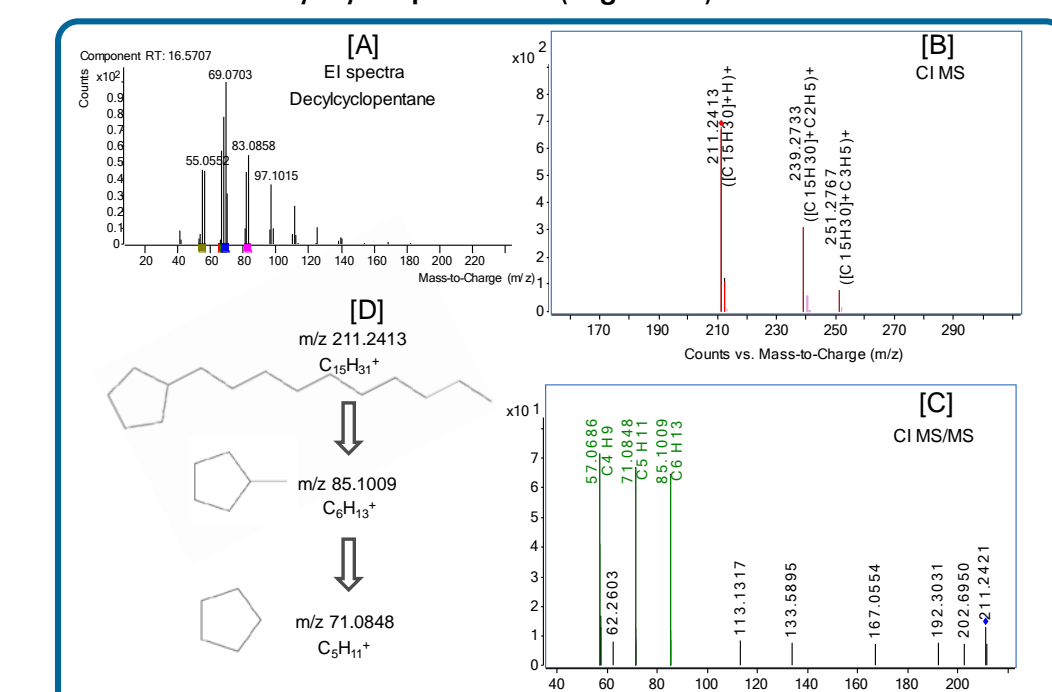 [A]
Component RT: 16.5707
EI spectra
Decylcyclopentane
Counts
x10 2
69.0703
0.9
0.8
0.7
0.6
0.5
0.4
0.3
0.2
0.1
0
55.0552
83.0858
97.1015
20 40 60 80 100 120 140 160 180 200 220
Mass-to-Charge (m/z)
[B]
CI MS
x10 2
8
7
6
5
4
3
2
1
0
211.2413
([C15H30]+H)+
239.2733
([C15H30]+C2H5)+
251.2767
([C15H30]+C3H5)+
170 190 210 230 250 270 290
Counts vs. Mass-to-Charge (m/z)
[D]
m/z 211.2413
C15H31+
m/z 85.1009
C6H13+
m/z 71.0848
C5H11+
[C]
CI MS/MS
x10 1
7
6
5
4
3
2
1
0
57.0686
C4 H9
62.2603
71.0848
C5 H11
85.1009
C6 H13
113.1317
133.5895
167.0554
192.3031
202.6950
211.2421
40 60 80 100 120 140 160 180 200